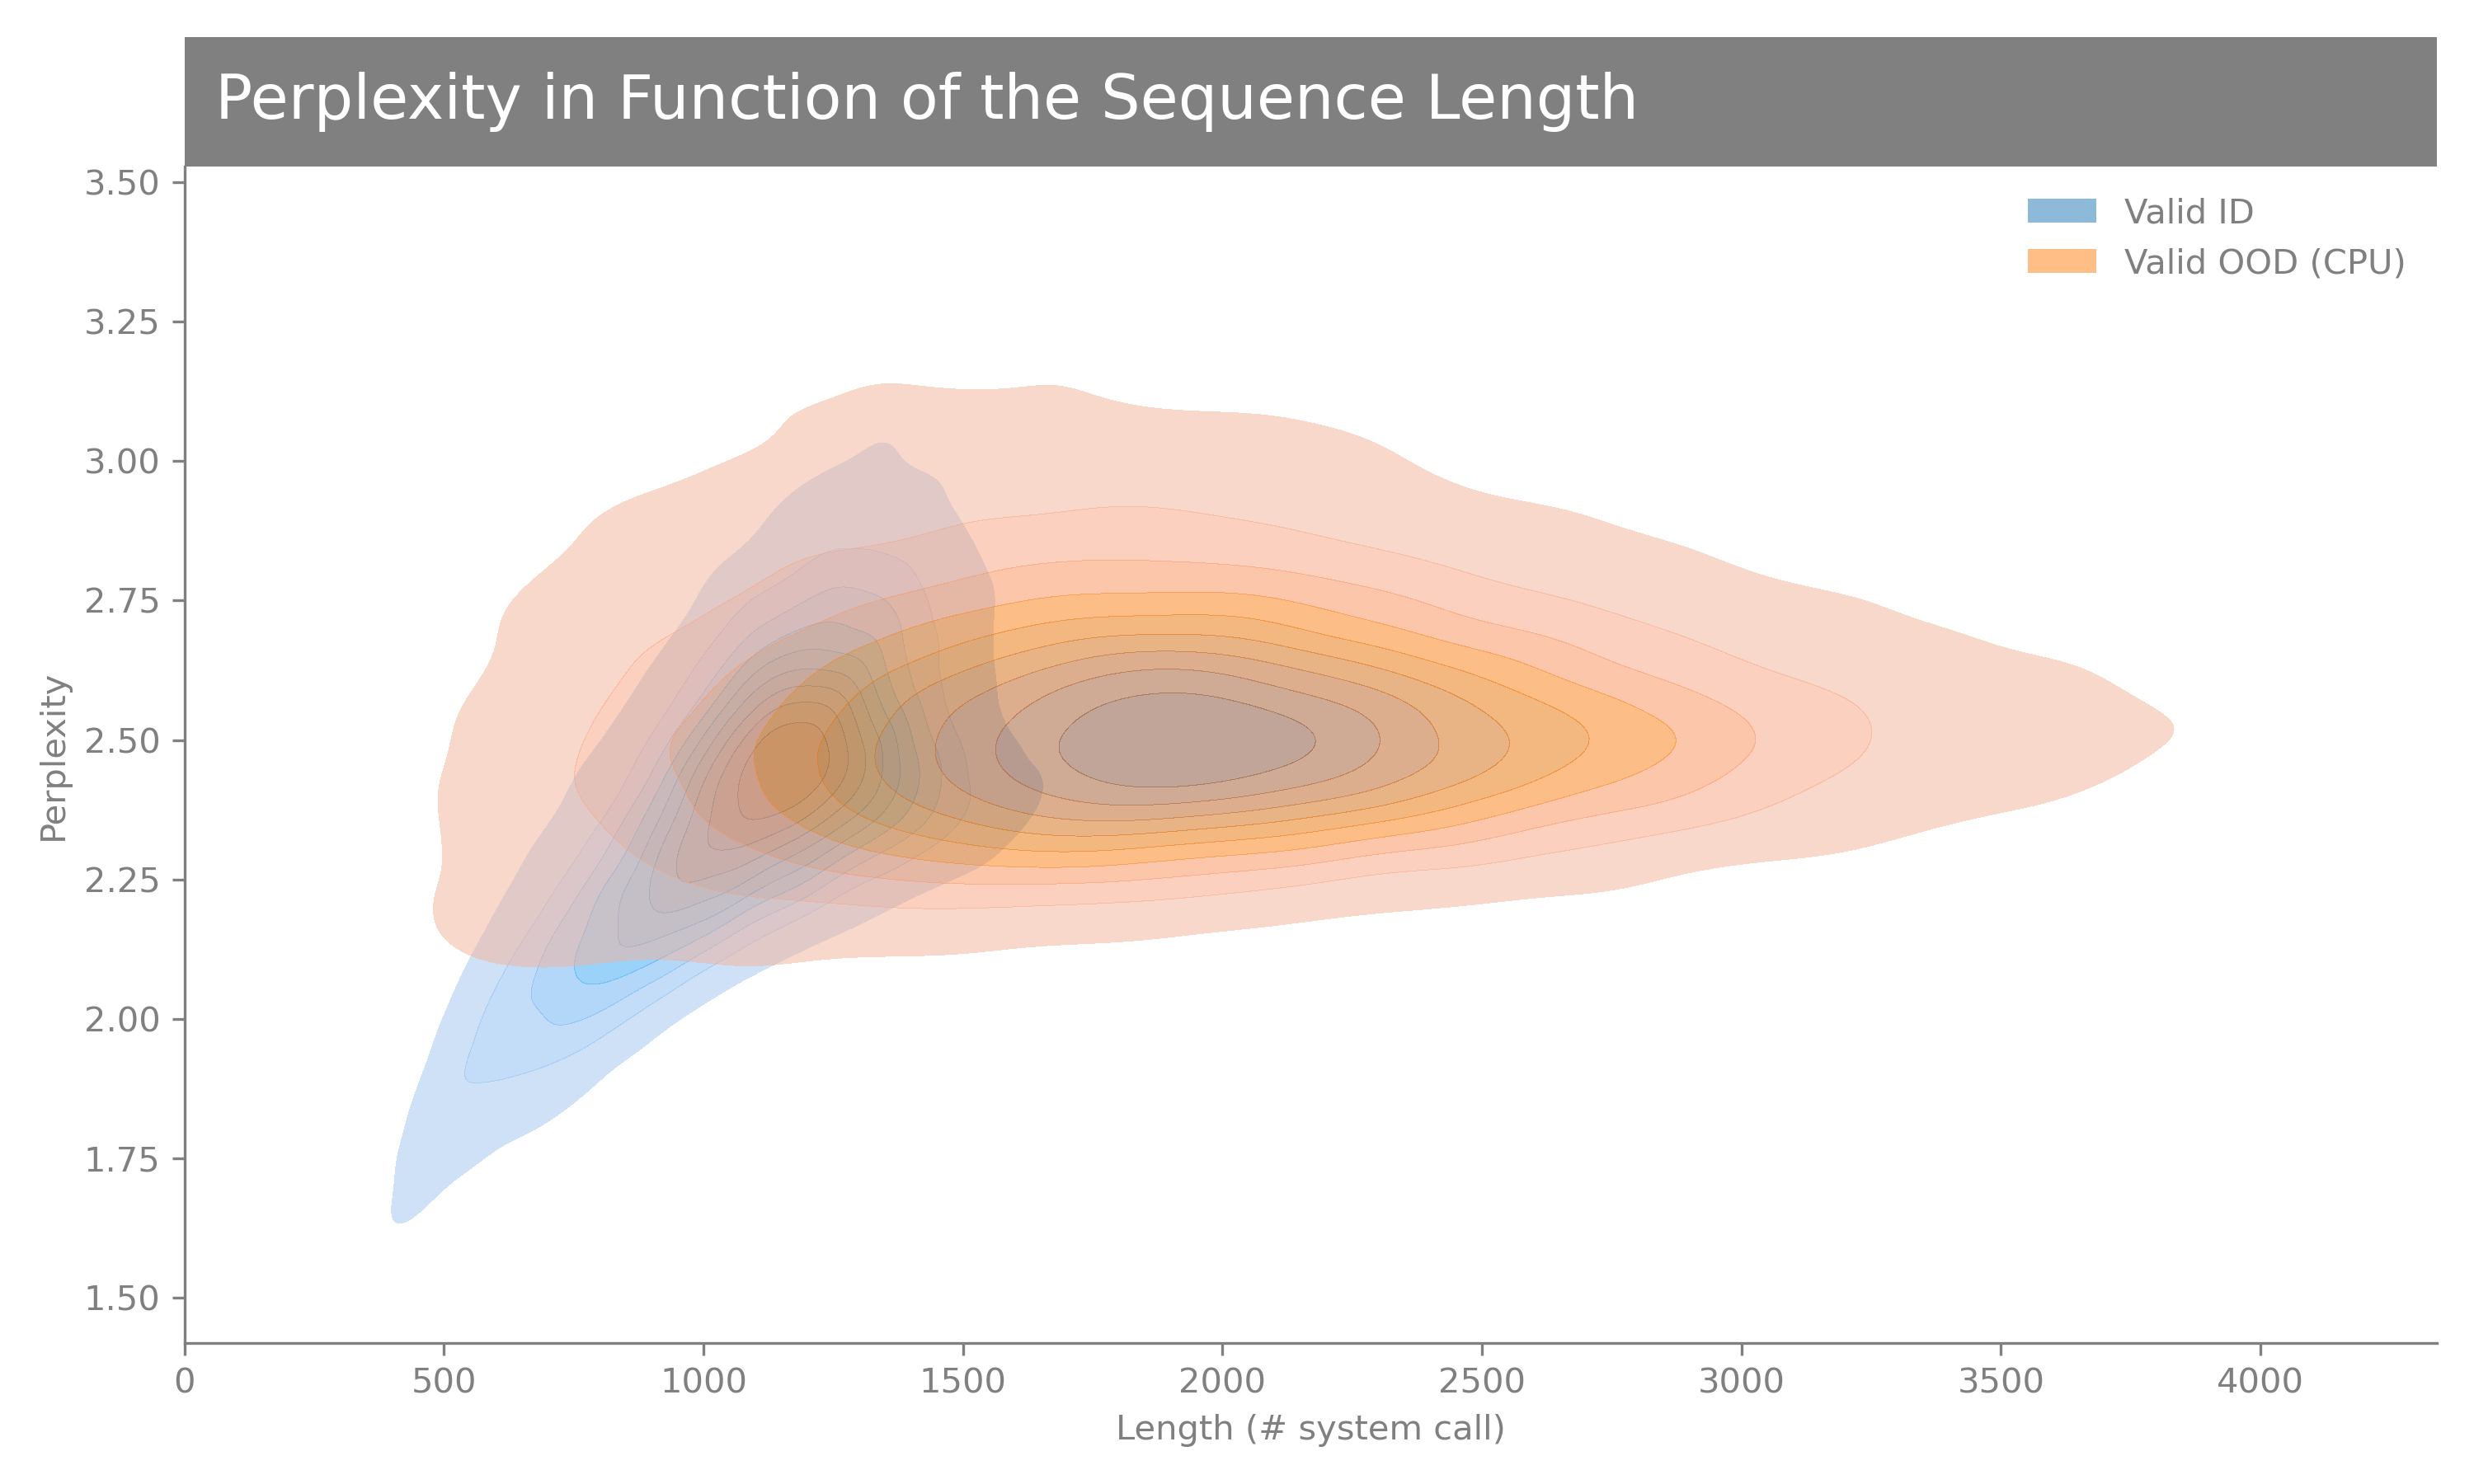 Perplexity in Function of the Sequence Length
3.50
3.25
3.00
2.75
2.50
2.25
2.00
1.75
1.50
Perplexity
Valid ID
Valid OOD (CPU)
0 500 1000 1500 2000 2500 3000 3500 4000
Length (# system call)